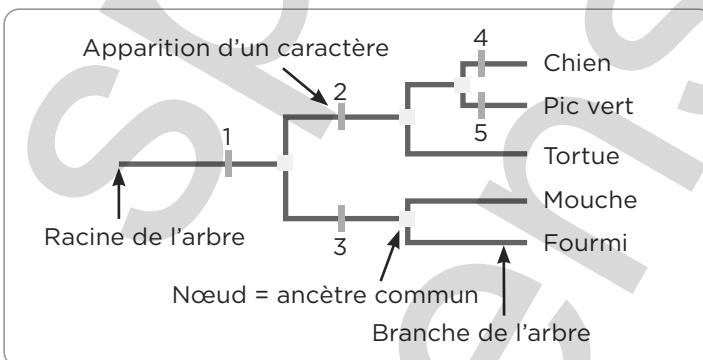 Apparition d'un caractère
4
Chien
2
Pic vert
5
1
Tortue
Mouche
Racine de l'arbre
3
Fourmi
Nœud = ancètre commun
Branche de l'arbre